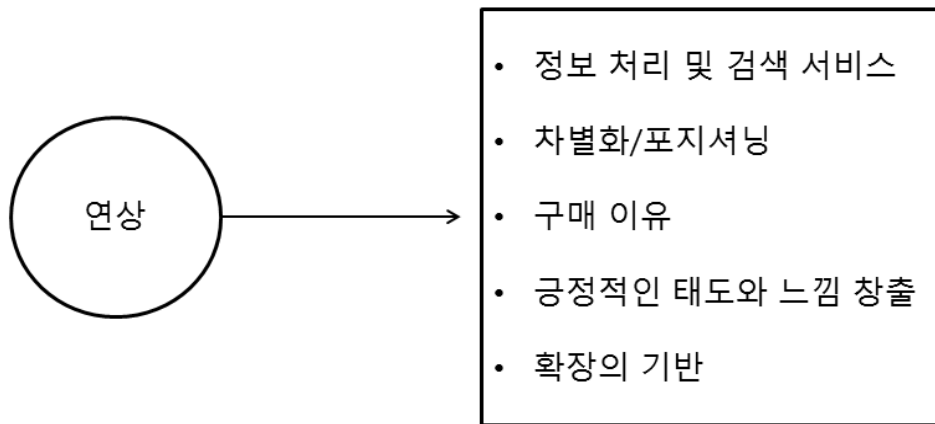 연상
• 정보 처리 및 검색 서비스
• 차별화/포지셔닝
• 구매 이유
• 긍정적인 태도와 느낌 창출
• 확장의 기반